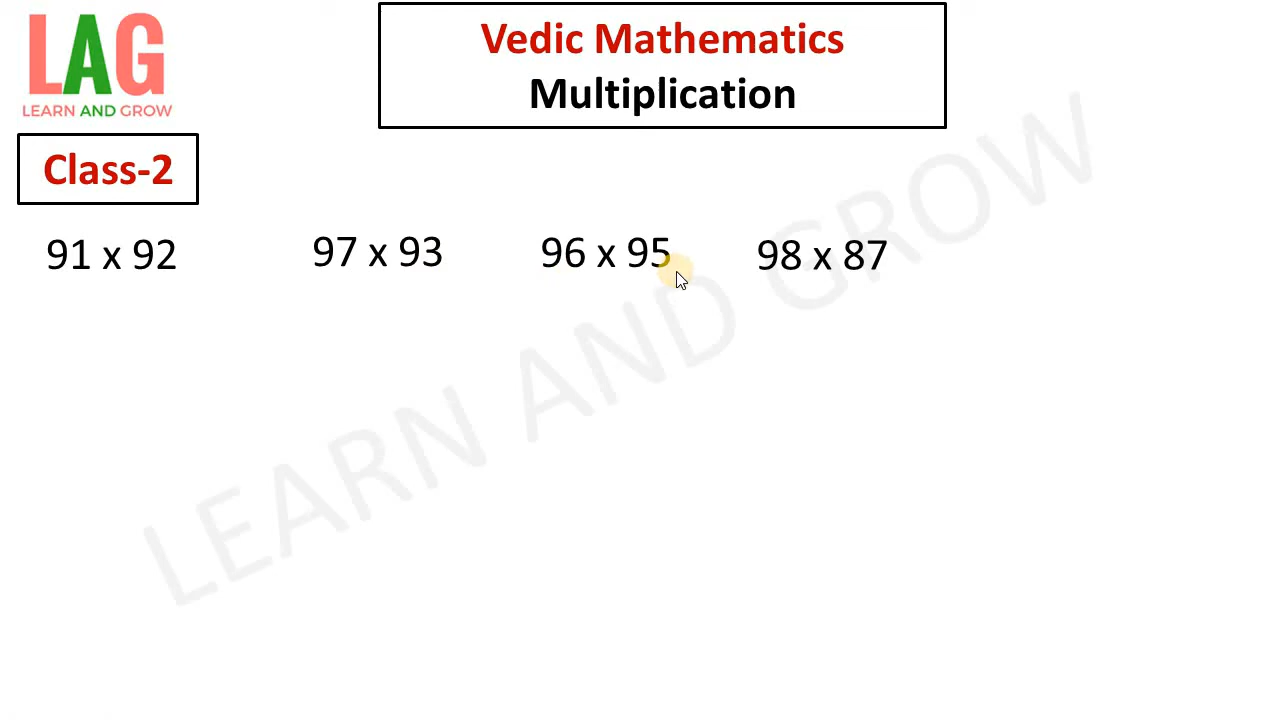 LAG
LEARN AND GROW
Vedic Mathematics
Multiplication
Class-2
91 x 92 97 x 93 96 x 95 98 x 87
LEARN AND GROW